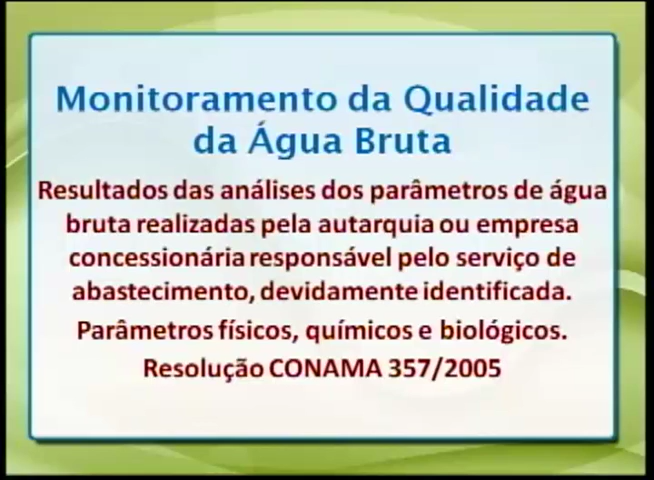 Monitoramento da Qualidade
da Água Bruta
Resultados das análises dos parâmetros de água
bruta realizadas pela autarquia ou empresa
concessionária responsável pelo serviço de
abastecimento, devidamente identificada.
Parâmetros físicos, químicos e biológicos.
Resolução CONAMA 357/2005